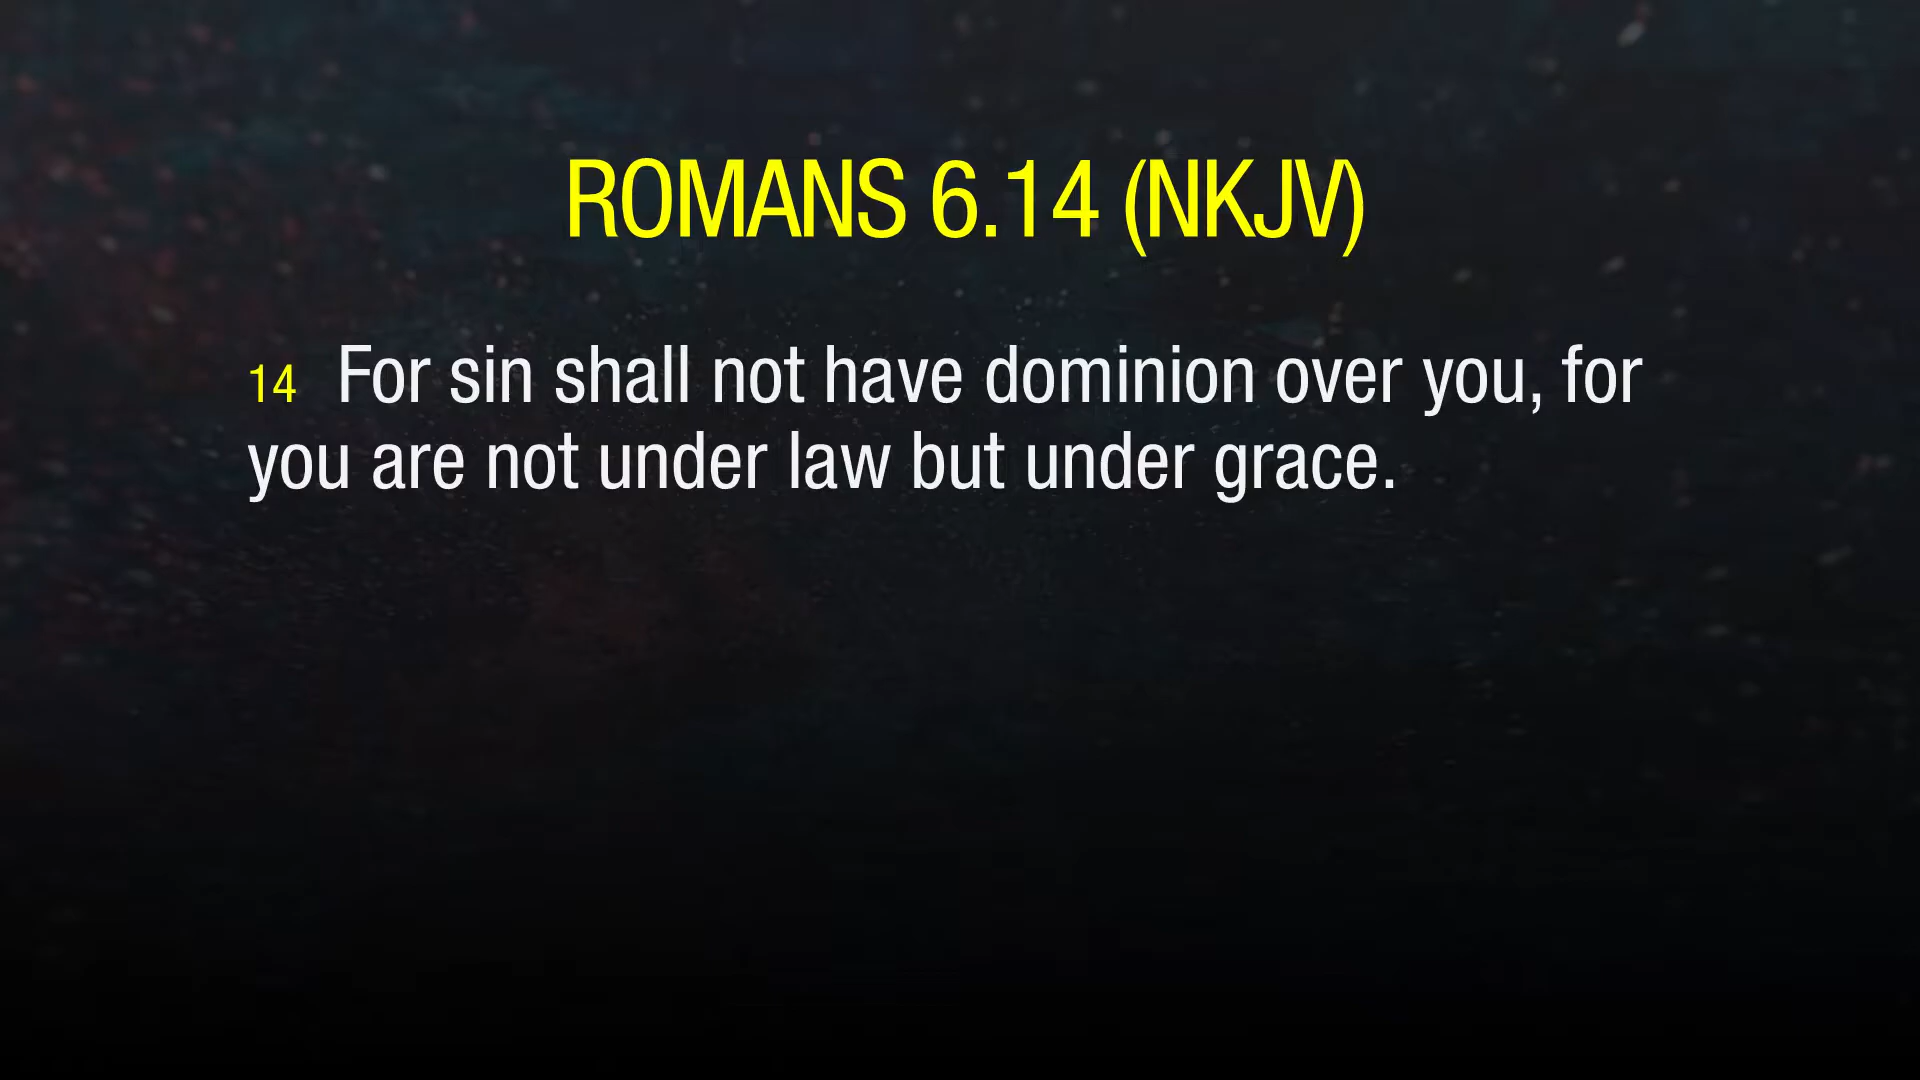 ROMANS 6.14 (NKJV)
14 For sin shall not have dominion over you, for
you are not under law but under grace.